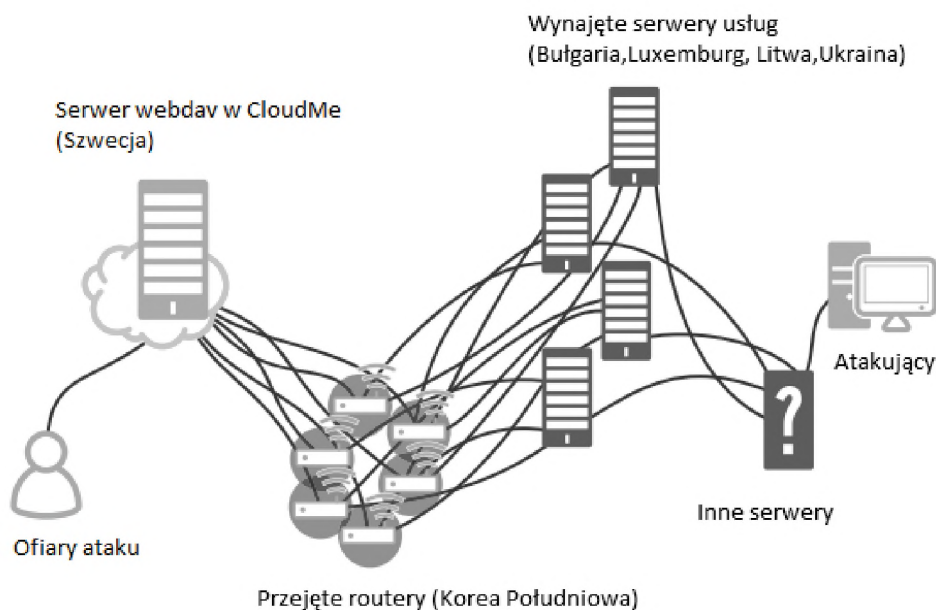 Wynajęte serwery usług
(Bułgaria,Luxemburg, Litwa,Ukraina)
Serwer webdav w CloudMe
(Szwecja)
Atakujący
?
Inne serwery
Ofiary ataku
Przejęte routery (Korea Południowa)